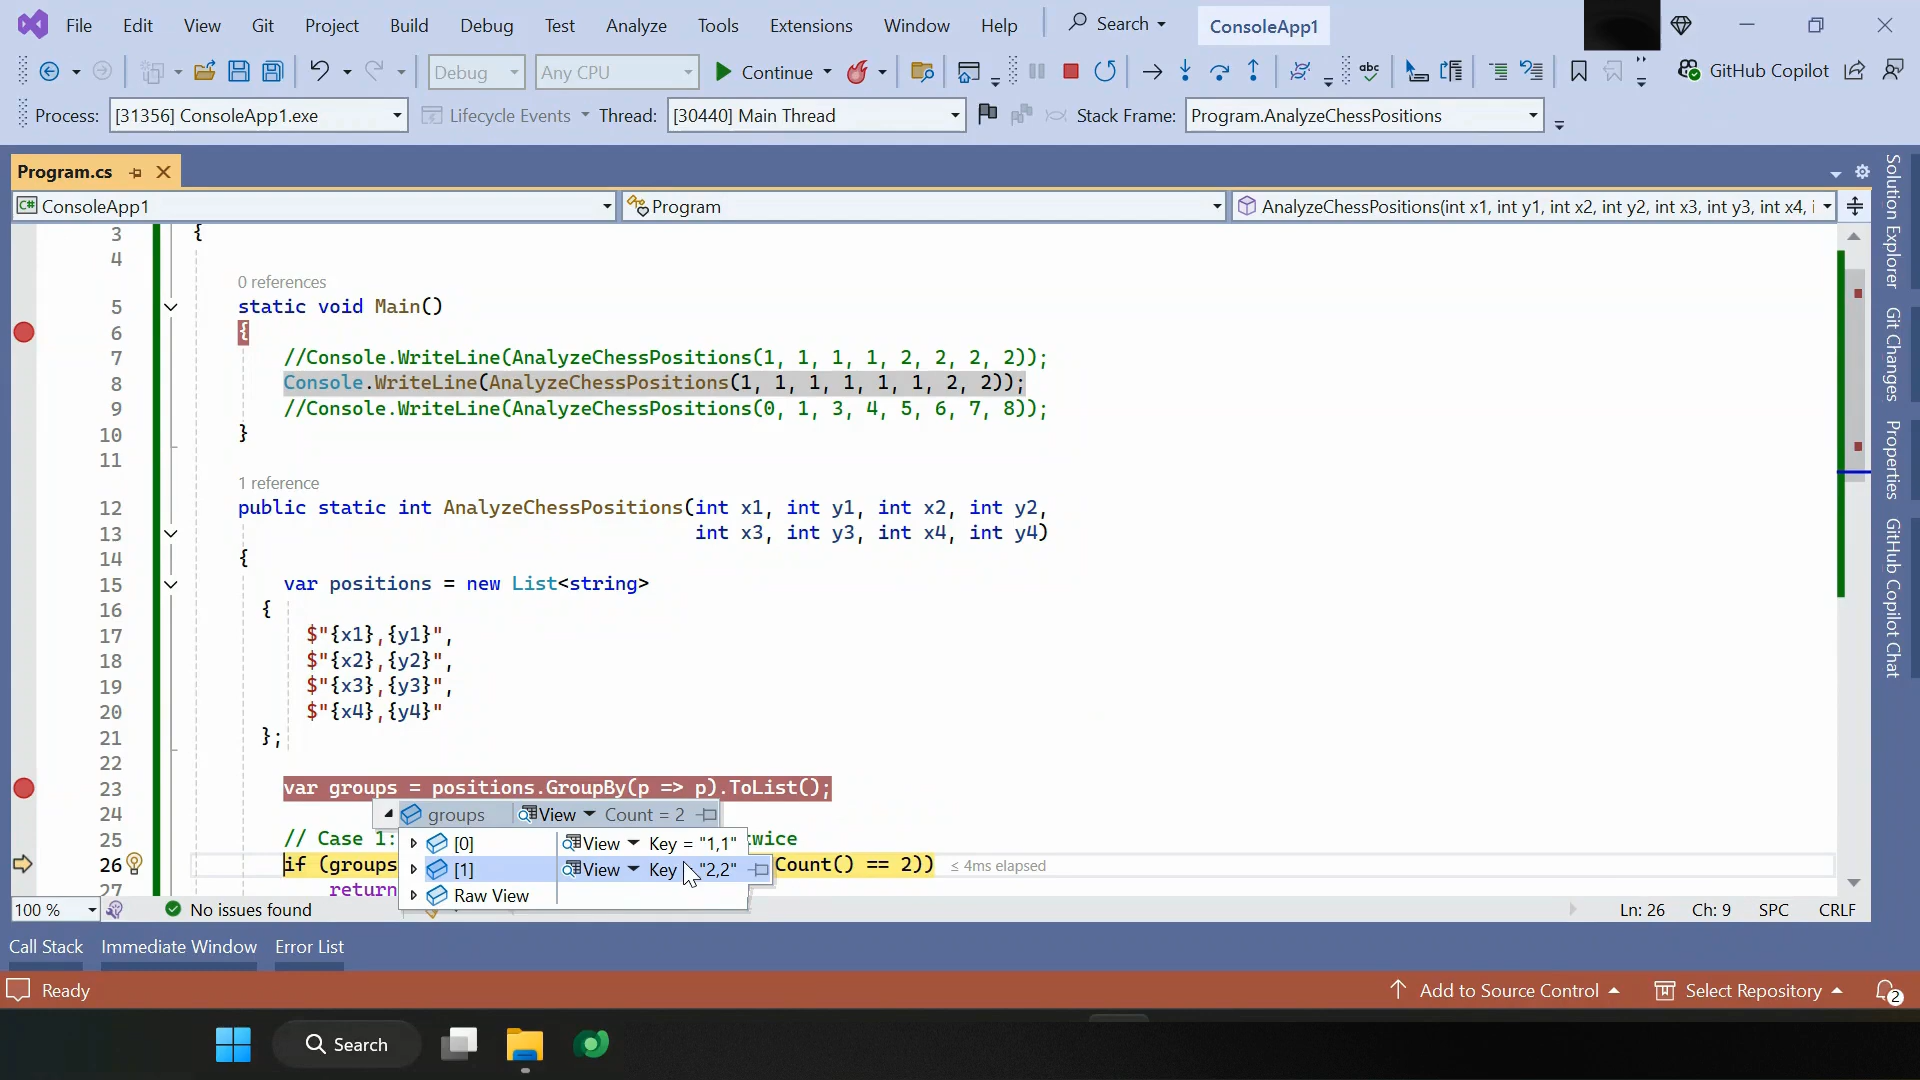 File Edit View Git Project Build Debug Test Analyze Tools Extensions Window Help Search ConsoleApp1
Debug Any CPU Continue GitHub Copilot
Process: [31356] ConsoleApp1.exe Lifecycle Events Thread: [30440] Main Thread Stack Frame: Program.AnalyzeChessPositions
Program.cs
ConsoleApp1 Program AnalyzeChessPositions(int x1, int y1, int x2, int y2, int x3, int y3, int x4, i
3 {
4
0 references
5 static void Main()
6 {
7 //Console.WriteLine(AnalyzeChessPositions(1, 1, 1, 1, 2, 2, 2, 2));
8 Console.WriteLine(AnalyzeChessPositions(1, 1, 1, 1, 1, 1, 2, 2));
9 //Console.WriteLine(AnalyzeChessPositions(0, 1, 3, 4, 5, 6, 7, 8));
10 }
11
1 reference
12 public static int AnalyzeChessPositions(int x1, int y1, int x2, int y2,
13 int x3, int y3, int x4, int y4)
14 {
15 var positions = new List<string>
16 {
17 $"{x1},{y1}",
18 $"{x2},{y2}",
19 $"{x3},{y3}",
20 $"{x4},{y4}"
21 };
22
23 var groups = positions.GroupBy(p => p).ToList();
24 groups View Count = 2
25 // Case 1: twice
[0] View Key = "1,1"
26 if (groups Count() == 2)) ≤ 4ms elapsed
[1] View Key "2,2"
27 return
Raw View
100 % No issues found Ln: 26 Ch: 9 SPC CRLF
Call Stack Immediate Window Error List
Ready Add to Source Control Select Repository 2
Search
Solution Explorer
Git Changes
Properties
GitHub Copilot Chat